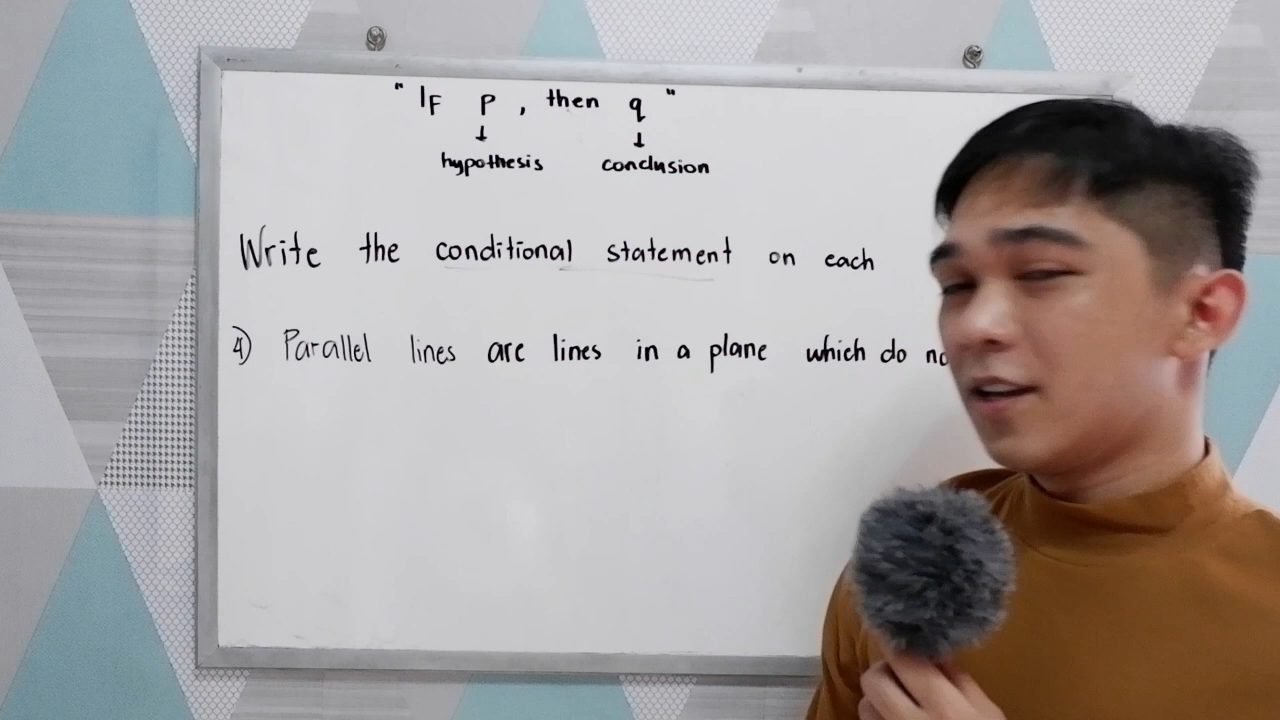 " IF P , then q "
↓ ↓
hypothesis conclusion
Write the conditional statement on each
4) Parallel lines are lines in a plane which do